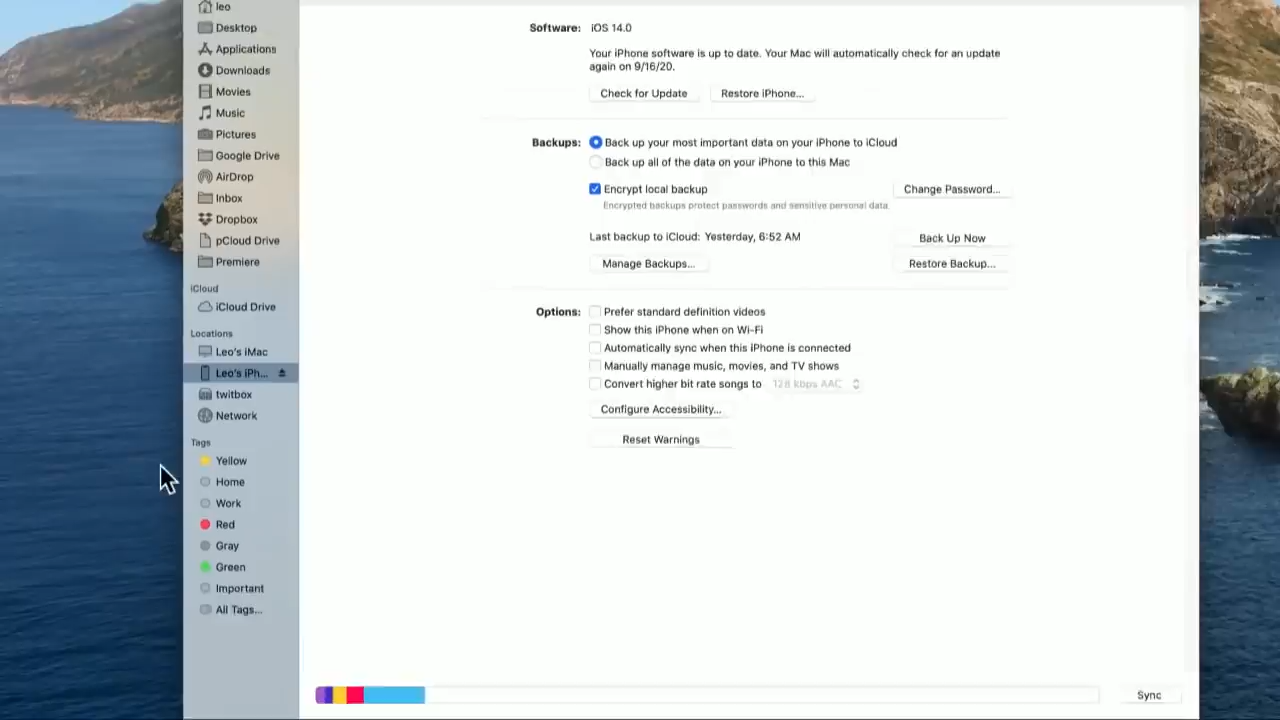 leo
Desktop
Applications
Downloads
Movies
Music
Pictures
Google Drive
AirDrop
Inbox
Dropbox
pCloud Drive
Premiere
iCloud
iCloud Drive
Locations
Leo's iMac
Leo's iPh...
twitbox
Network
Tags
Yellow
Home
Work
Red
Gray
Green
Important
All Tags...
Software: iOS 14.0
Your iPhone software is up to date. Your Mac will automatically check for an update
again on 9/16/20.
Check for Update Restore iPhone...
Backups: Back up your most important data on your iPhone to iCloud
Back up all of the data on your iPhone to this Mac
Encrypt local backup Change Password...
Encrypted backups protect passwords and sensitive personal data.
Last backup to iCloud: Yesterday, 6:52 AM Back Up Now
Manage Backups... Restore Backup...
Options: Prefer standard definition videos
Show this iPhone when on Wi-Fi
Automatically sync when this iPhone is connected
Manually manage music, movies, and TV shows
Convert higher bit rate songs to 128 kbps AAC
Configure Accessibility...
Reset Warnings
Sync